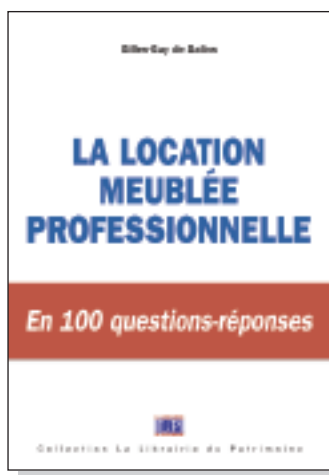 LA LOCATION
MEUBLÉE
PROFESSIONNELLE
En 100 questions-réponses
Collection La Librairie du Patrimoine